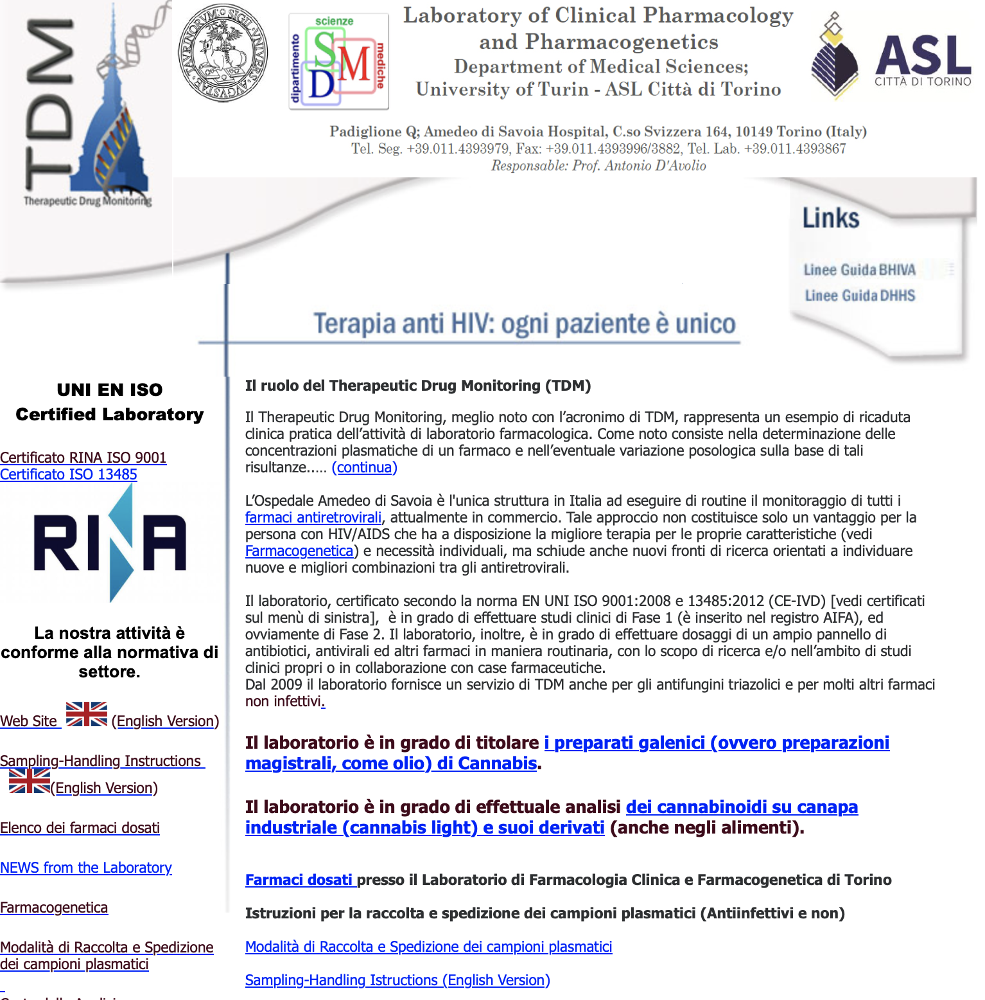 TDM
Therapeutic Drug Monitoring
dipartimento
scienze
mediche
S
D
M
Laboratory of Clinical Pharmacology
and Pharmacogenetics
Department of Medical Sciences;
University of Turin - ASL Città di Torino
ASL
CITTÀ DI TORINO
Padiglione Q; Amedeo di Savoia Hospital, C.so Svizzera 164, 10149 Torino (Italy)
Tel. Seg. +39.011.4393979, Fax: +39.011.4393996/3882, Tel. Lab. +39.011.4393867
Responsable: Prof. Antonio D'Avolio
Links
Linee Guida BHIVA
Linee Guida DHHS
Terapia anti HIV: ogni paziente è unico
UNI EN ISO
Certified Laboratory
Certificato RINA ISO 9001
Certificato ISO 13485
RINA
La nostra attività è
conforme alla normativa di
settore.
Web Site (English Version)
Sampling-Handling Instructions
(English Version)
Elenco dei farmaci dosati
NEWS from the Laboratory
Farmacogenetica
Modalità di Raccolta e Spedizione
dei campioni plasmatici
Il ruolo del Therapeutic Drug Monitoring (TDM)
Il Therapeutic Drug Monitoring, meglio noto con l’acronimo di TDM, rappresenta un esempio di ricaduta
clinica pratica dell’attività di laboratorio farmacologica. Come noto consiste nella determinazione delle
concentrazioni plasmatiche di un farmaco e nell’eventuale variazione posologica sulla base di tali
risultanze..... (continua)
L’Ospedale Amedeo di Savoia è l'unica struttura in Italia ad eseguire di routine il monitoraggio di tutti i
farmaci antiretrovirali, attualmente in commercio. Tale approccio non costituisce solo un vantaggio per la
persona con HIV/AIDS che ha a disposizione la migliore terapia per le proprie caratteristiche (vedi
Farmacogenetica) e necessità individuali, ma schiude anche nuovi fronti di ricerca orientati a individuare
nuove e migliori combinazioni tra gli antiretrovirali.
Il laboratorio, certificato secondo la norma EN UNI ISO 9001:2008 e 13485:2012 (CE-IVD) [vedi certificati
sul menù di sinistra], è in grado di effettuare studi clinici di Fase 1 (è inserito nel registro AIFA), ed
ovviamente di Fase 2. Il laboratorio, inoltre, è in grado di effettuare dosaggi di un ampio pannello di
antibiotici, antivirali ed altri farmaci in maniera routinaria, con lo scopo di ricerca e/o nell’ambito di studi
clinici propri o in collaborazione con case farmaceutiche.
Dal 2009 il laboratorio fornisce un servizio di TDM anche per gli antifungini triazolici e per molti altri farmaci
non infettivi.
Il laboratorio è in grado di titolare i preparati galenici (ovvero preparazioni
magistrali, come olio) di Cannabis.
Il laboratorio è in grado di effettuale analisi dei cannabinoidi su canapa
industriale (cannabis light) e suoi derivati (anche negli alimenti).
Farmaci dosati presso il Laboratorio di Farmacologia Clinica e Farmacogenetica di Torino
Istruzioni per la raccolta e spedizione dei campioni plasmatici (Antiinfettivi e non)
Modalità di Raccolta e Spedizione dei campioni plasmatici
Sampling-Handling Istructions (English Version)